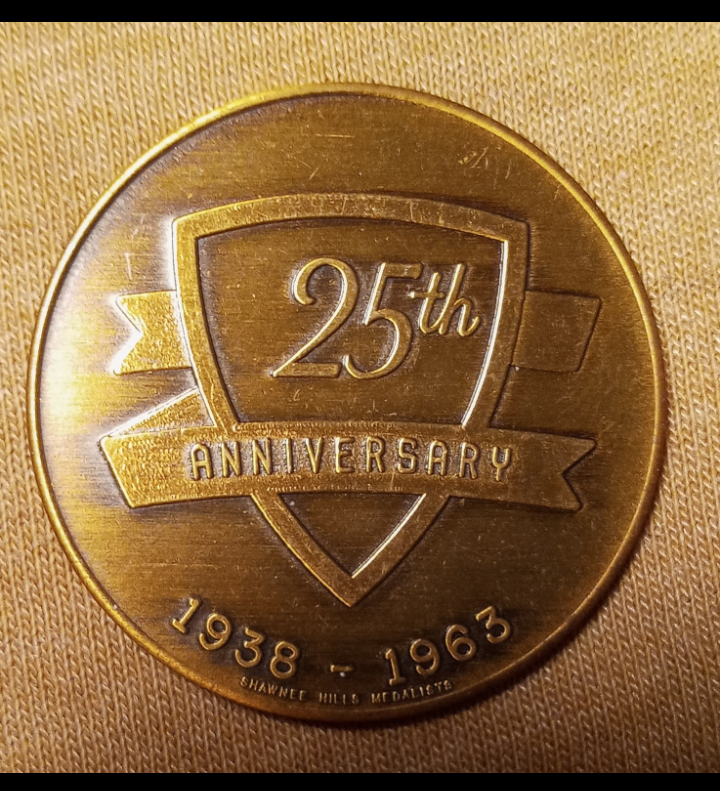 25th
ANNIVERSARY
1938 - 1963
SHAWNEE HILLS MEDALISTS